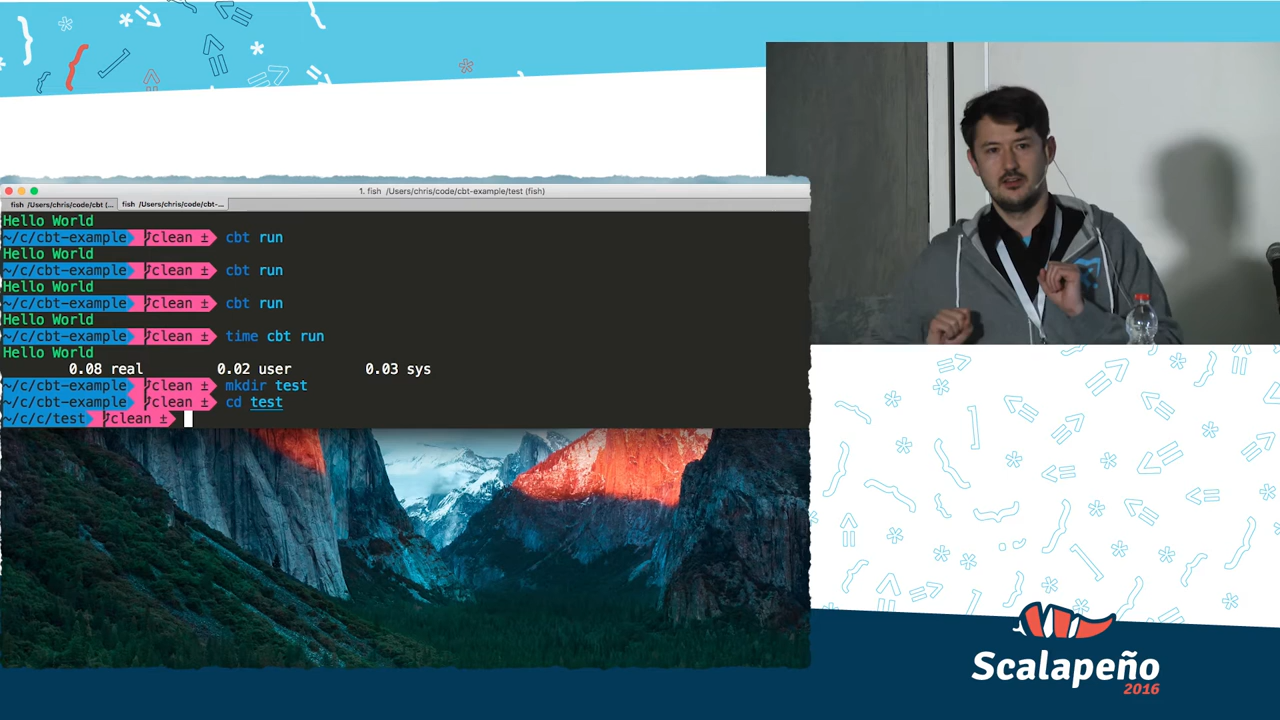 1. fish /Users/chris/code/cbt-example/test (fish)
fish /Users/chris/code/cbt (... fish /Users/chris/code/cbt-...
Hello World
~/c/cbt-example clean ± cbt run
Hello World
~/c/cbt-example clean ± cbt run
Hello World
~/c/cbt-example clean ± cbt run
Hello World
~/c/cbt-example clean ± time cbt run
Hello World
0.08 real 0.02 user 0.03 sys
~/c/cbt-example clean ± mkdir test
~/c/cbt-example clean ± cd test
~/c/c/test clean ±
Scalapeño
2016